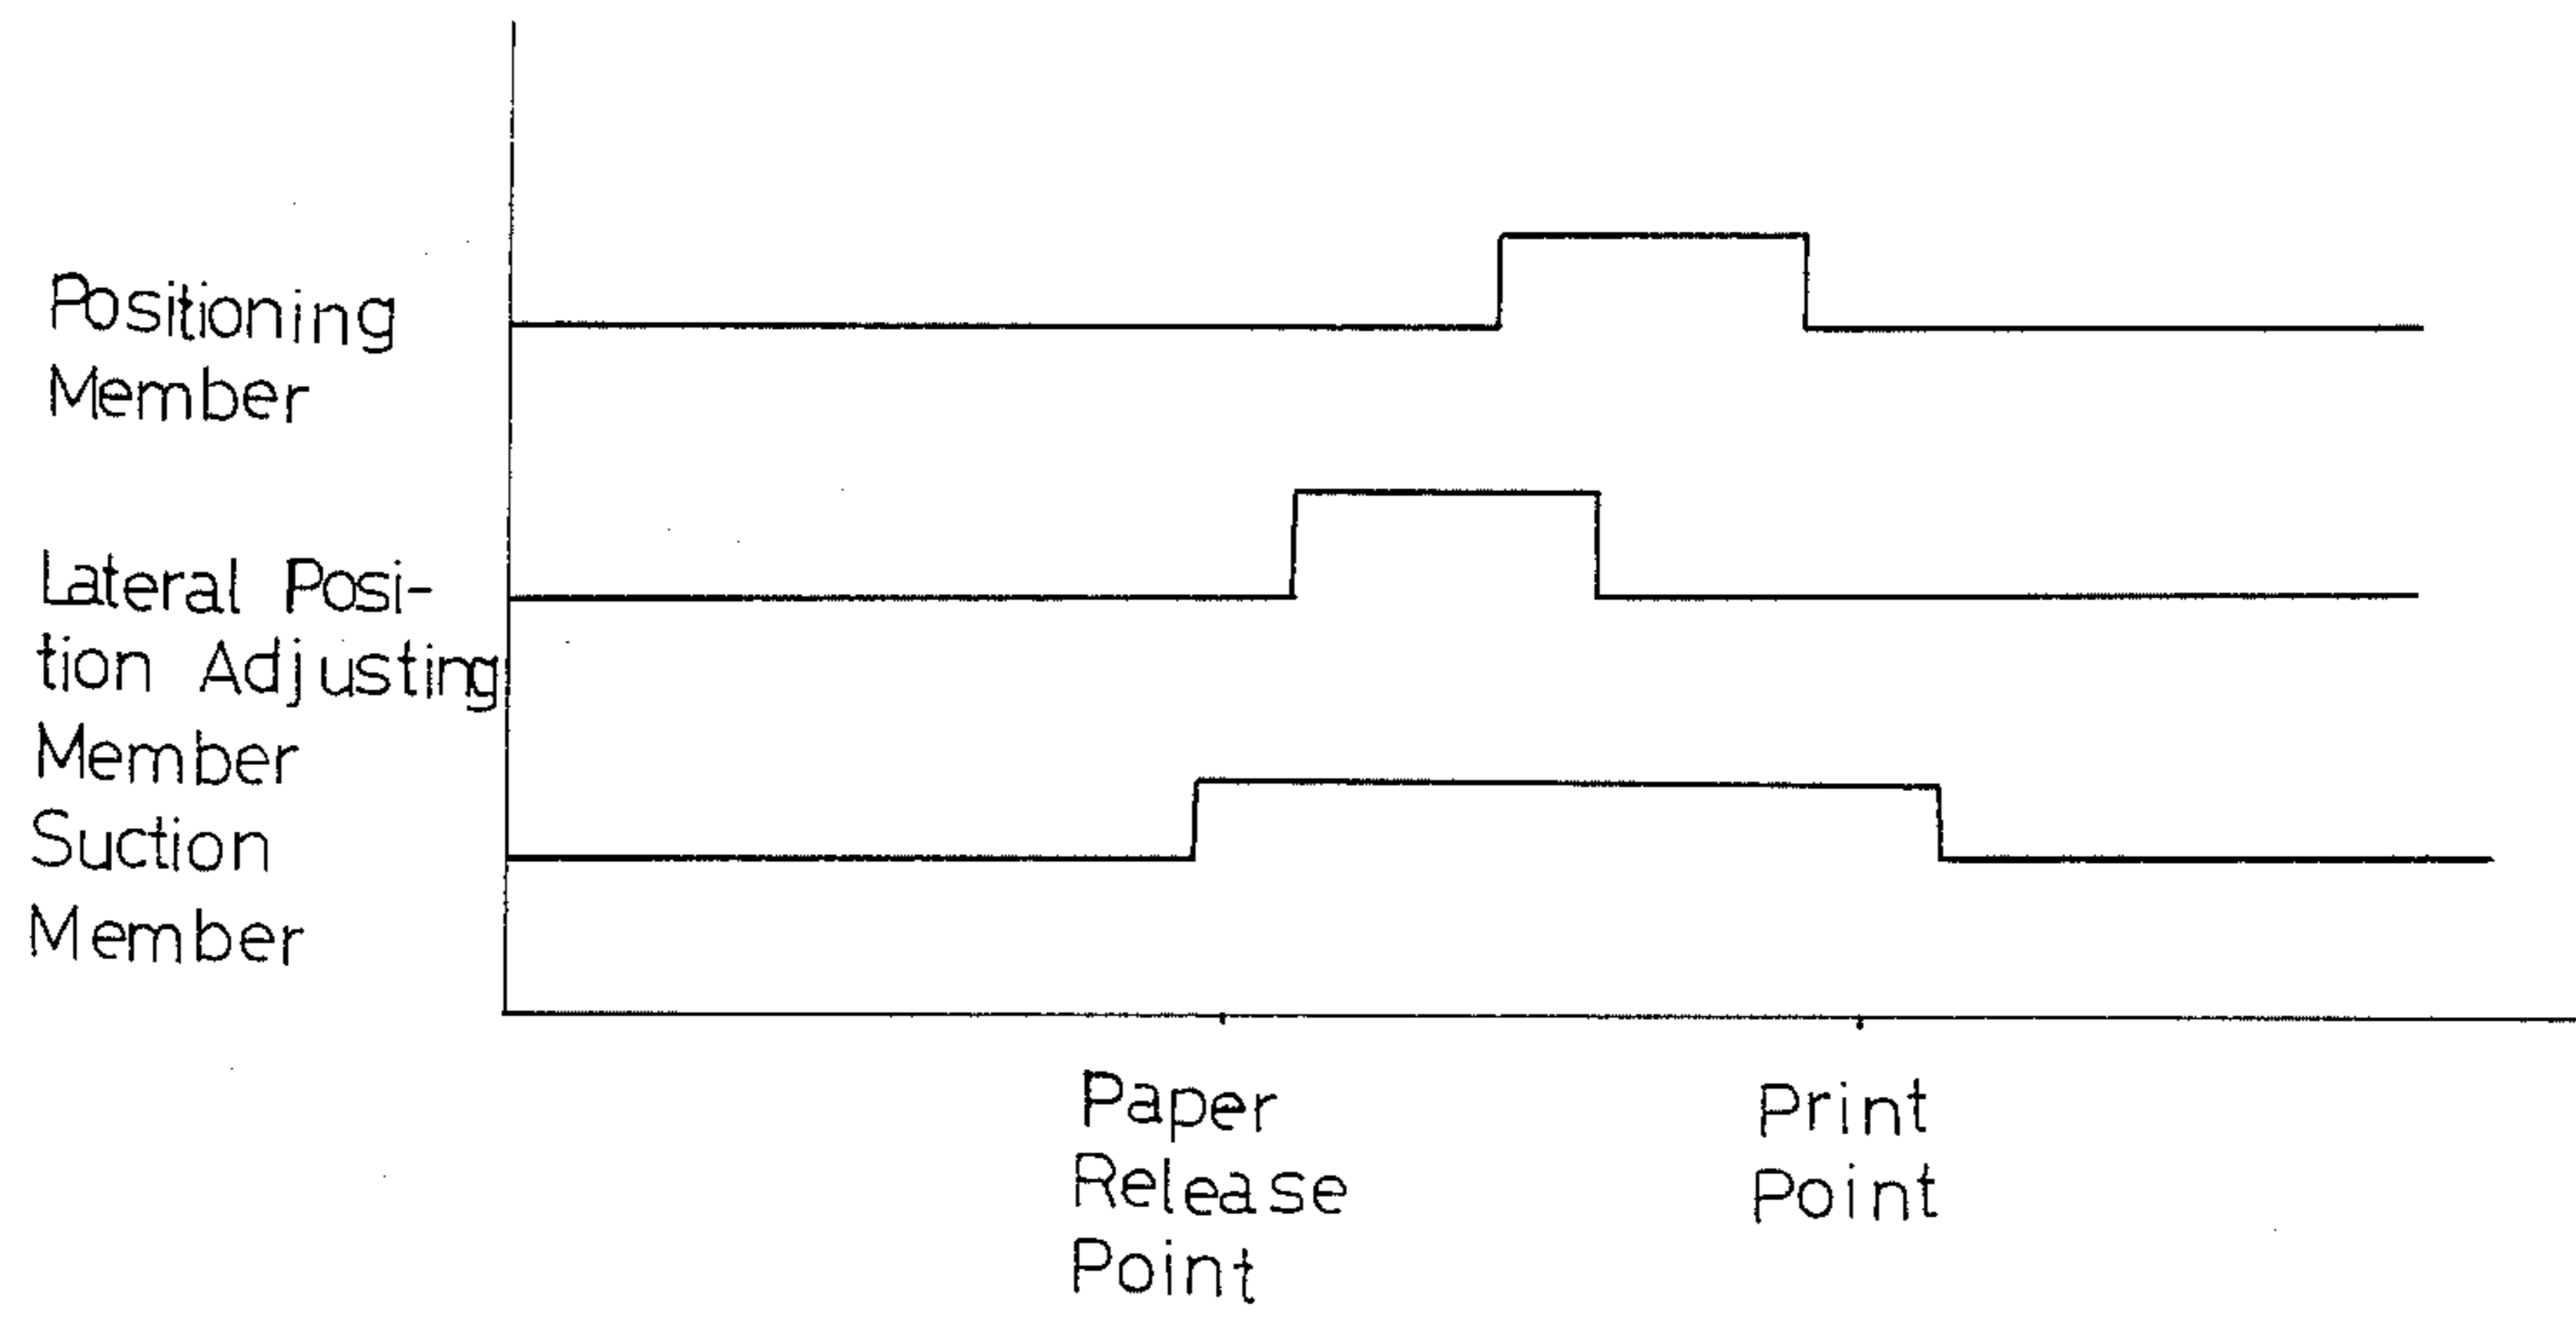 Positioning
Member
Lateral Posi-
tion Adjusting
Member
Suction
Member
Paper
Release
Point
Print
Point